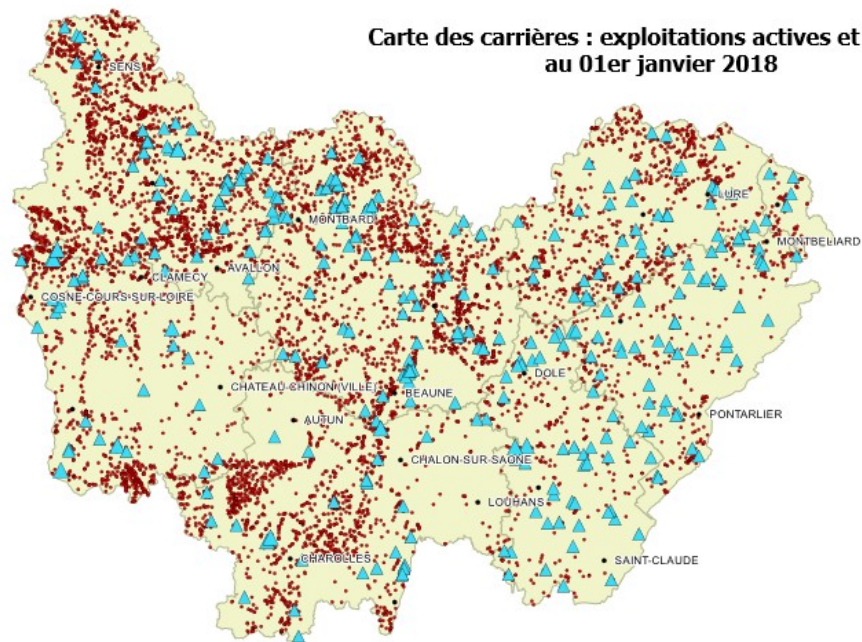 Carte des carrières : exploitations actives et
au 01er janvier 2018
SENS
LURE
MONTBARD
MONTBELIARD
AVALLON
CLAMECY
COSNE-COURS-SUR-LOIRE
DOLE
CHATEAU-CHINON (VILLE)
BEAUNE
PONTARLIER
AUTUN
CHALON-SUR-SAONE
LOUHANS
CHAROLLES
SAINT-CLAUDE